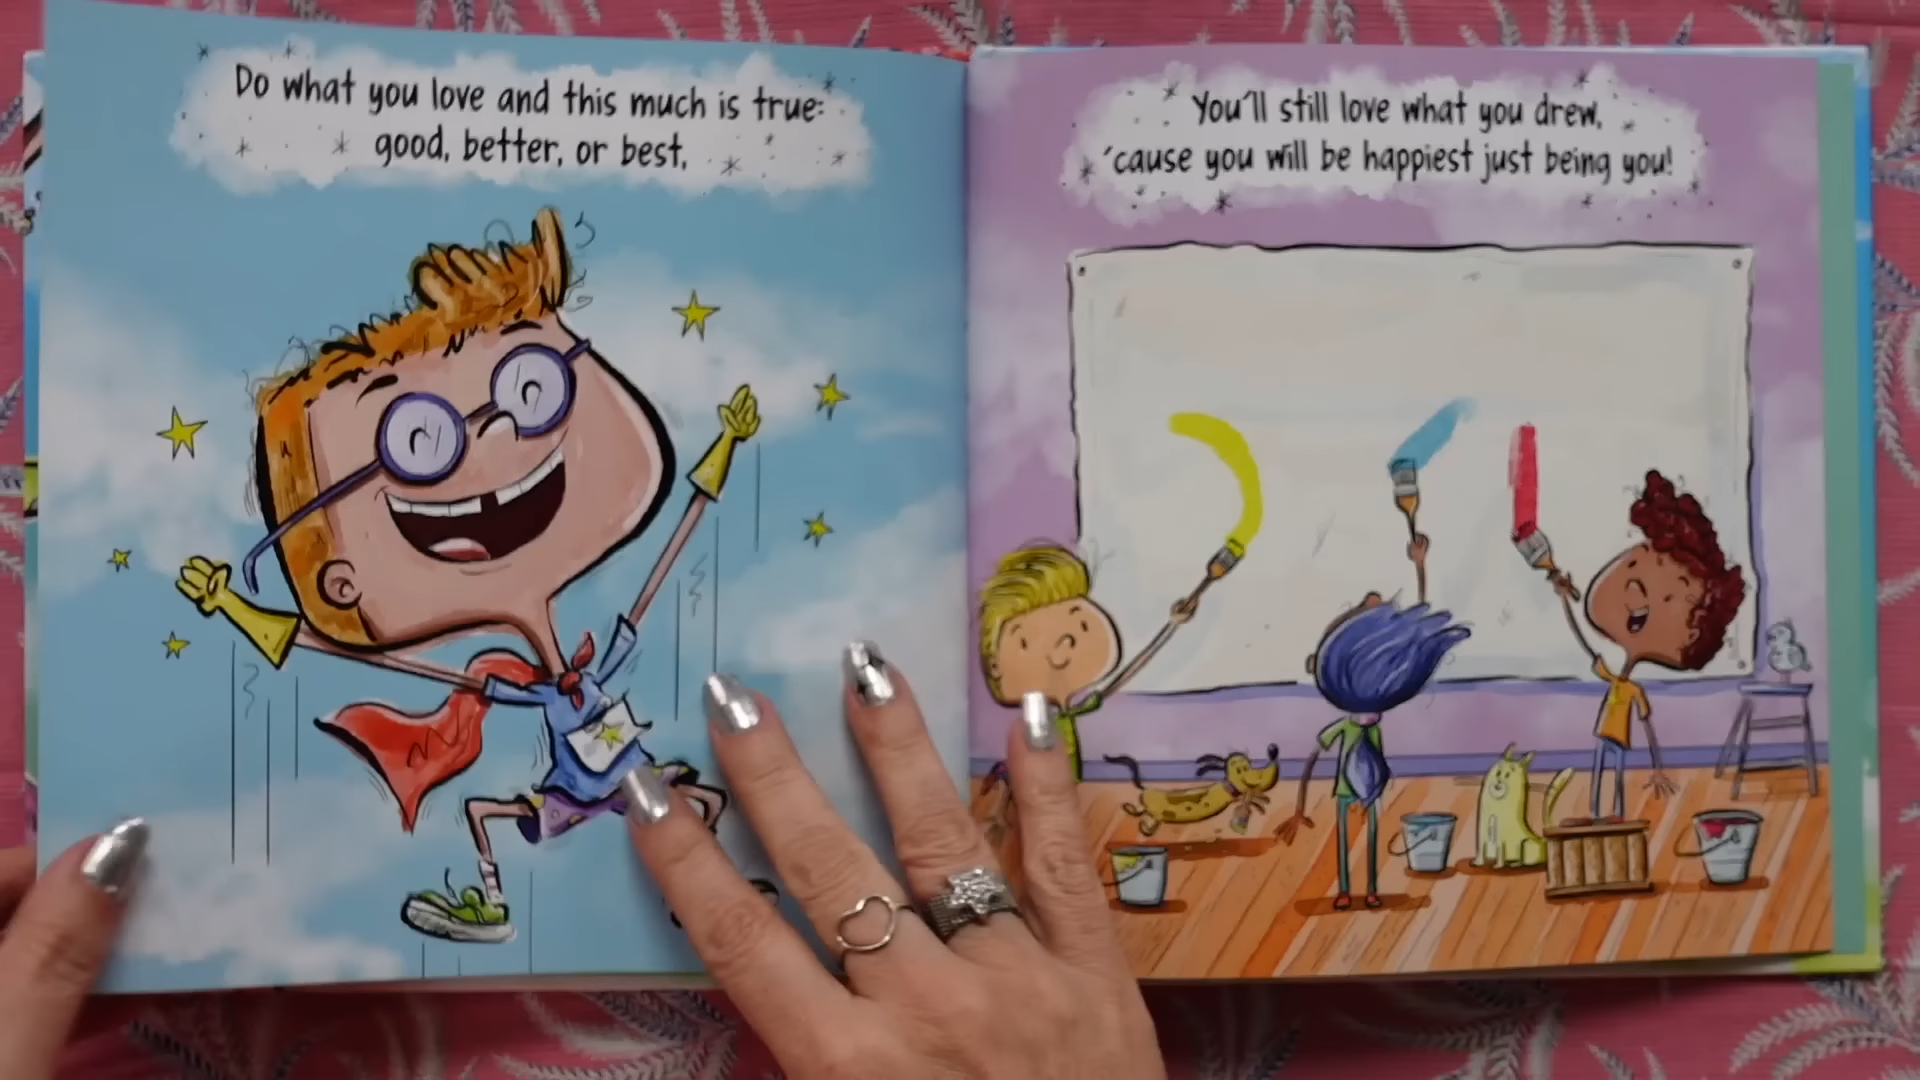 Do what you love and this much is true:
good, better, or best,
You'll still love what you drew,
'cause you will be happiest just being you!